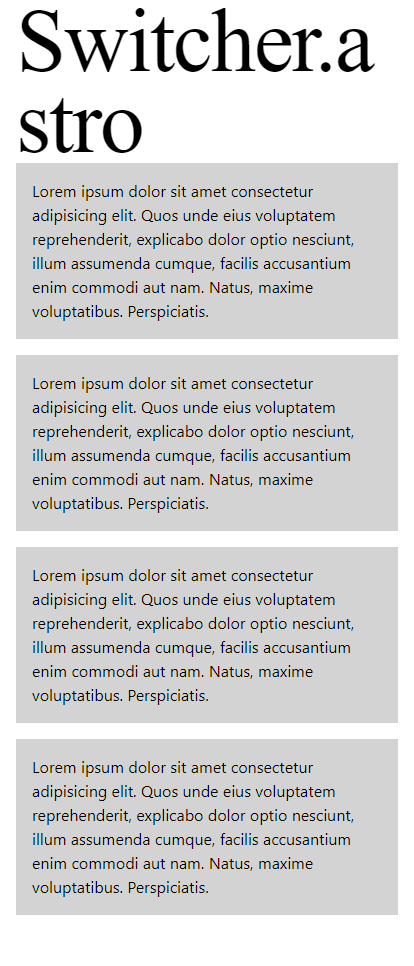 Switcher.a
stro
Lorem ipsum dolor sit amet consectetur
adipisicing elit. Quos unde eius voluptatem
reprehenderit, explicabo dolor optio nesciunt,
illum assumenda cumque, facilis accusantium
enim commodi aut nam. Natus, maxime
voluptatibus. Perspiciatis.
Lorem ipsum dolor sit amet consectetur
adipisicing elit. Quos unde eius voluptatem
reprehenderit, explicabo dolor optio nesciunt,
illum assumenda cumque, facilis accusantium
enim commodi aut nam. Natus, maxime
voluptatibus. Perspiciatis.
Lorem ipsum dolor sit amet consectetur
adipisicing elit. Quos unde eius voluptatem
reprehenderit, explicabo dolor optio nesciunt,
illum assumenda cumque, facilis accusantium
enim commodi aut nam. Natus, maxime
voluptatibus. Perspiciatis.
Lorem ipsum dolor sit amet consectetur
adipisicing elit. Quos unde eius voluptatem
reprehenderit, explicabo dolor optio nesciunt,
illum assumenda cumque, facilis accusantium
enim commodi aut nam. Natus, maxime
voluptatibus. Perspiciatis.